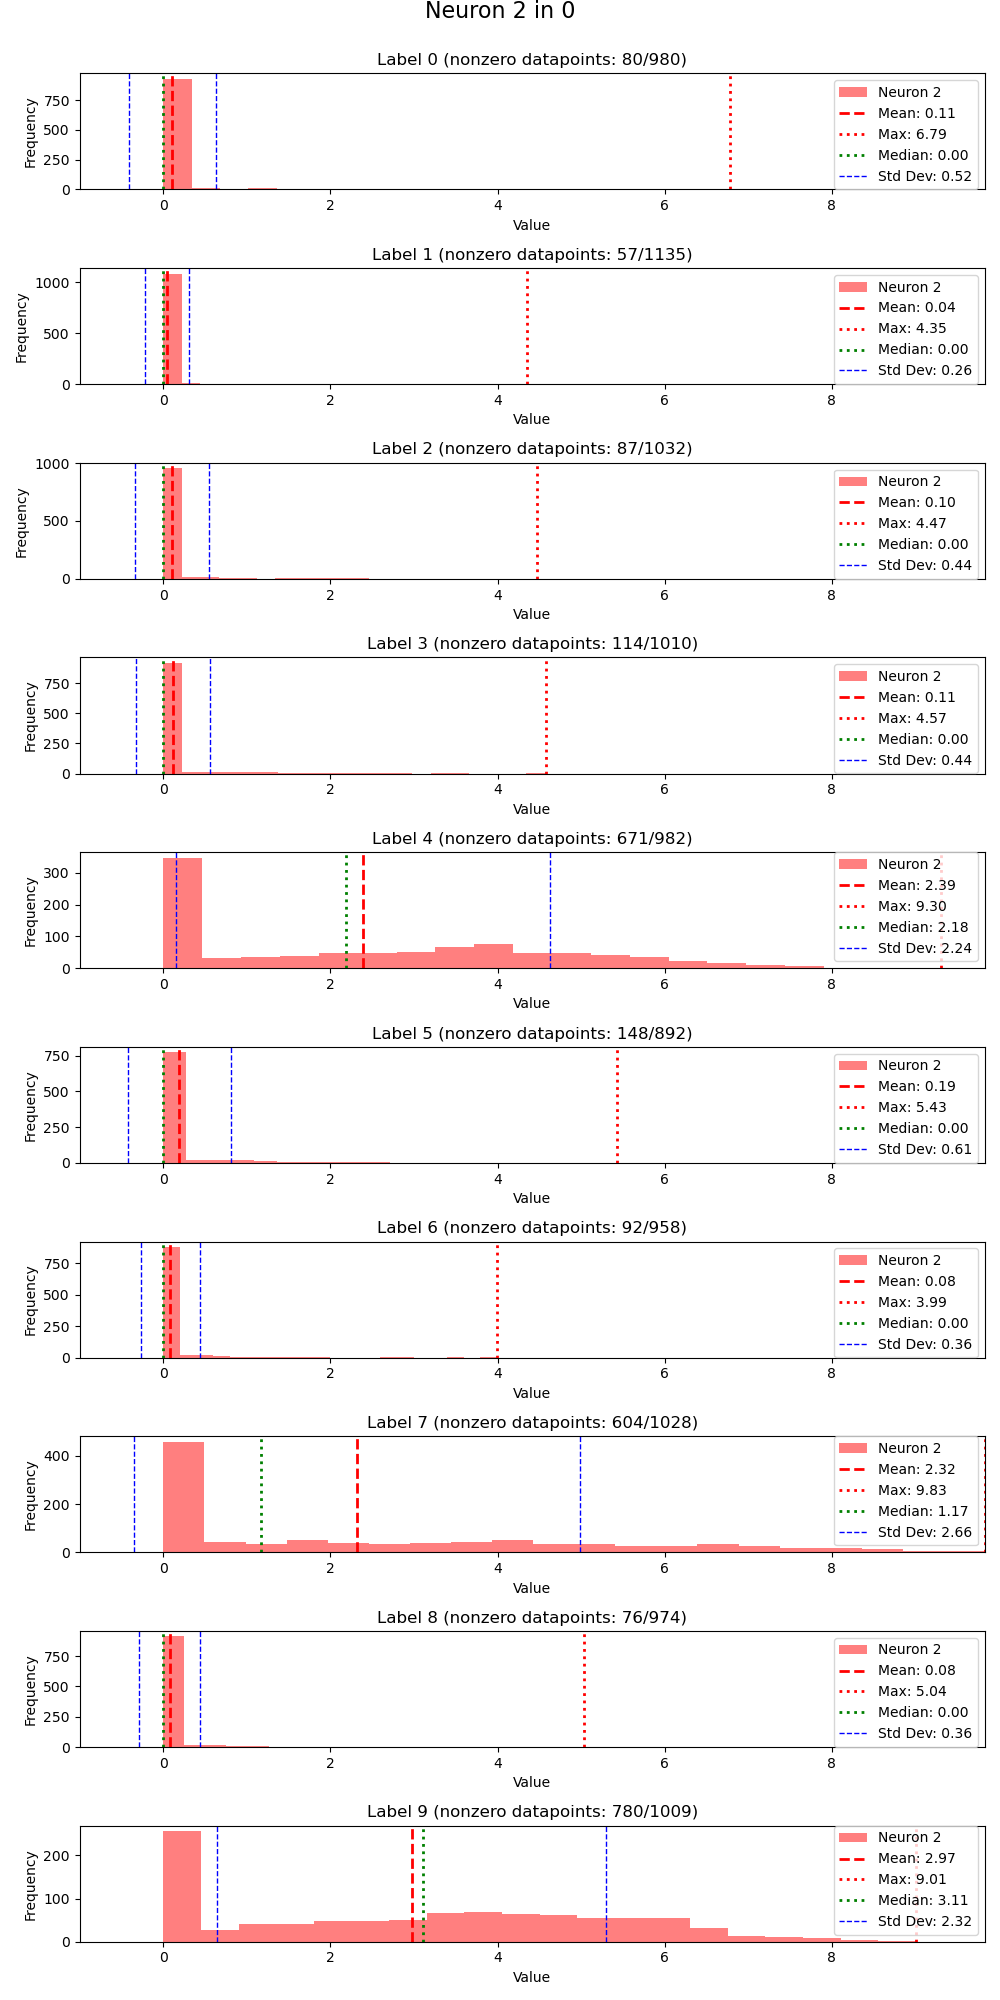 Neuron 2 in 0
Label 0 (nonzero datapoints: 80/980)
Frequency
750
500
250
0
Neuron 2
Mean: 0.11
Max: 6.79
Median: 0.00
Std Dev: 0.52
0 2 4 6 8
Value
Label 1 (nonzero datapoints: 57/1135)
Frequency
1000
500
0
Neuron 2
Mean: 0.04
Max: 4.35
Median: 0.00
Std Dev: 0.26
0 2 4 6 8
Value
Label 2 (nonzero datapoints: 87/1032)
Frequency
1000
500
0
Neuron 2
Mean: 0.10
Max: 4.47
Median: 0.00
Std Dev: 0.44
0 2 4 6 8
Value
Label 3 (nonzero datapoints: 114/1010)
Frequency
750
500
250
0
Neuron 2
Mean: 0.11
Max: 4.57
Median: 0.00
Std Dev: 0.44
0 2 4 6 8
Value
Label 4 (nonzero datapoints: 671/982)
Frequency
300
200
100
0
Neuron 2
Mean: 2.39
Max: 9.30
Median: 2.18
Std Dev: 2.24
0 2 4 6 8
Value
Label 5 (nonzero datapoints: 148/892)
Frequency
750
500
250
0
Neuron 2
Mean: 0.19
Max: 5.43
Median: 0.00
Std Dev: 0.61
0 2 4 6 8
Value
Label 6 (nonzero datapoints: 92/958)
Frequency
750
500
250
0
Neuron 2
Mean: 0.08
Max: 3.99
Median: 0.00
Std Dev: 0.36
0 2 4 6 8
Value
Label 7 (nonzero datapoints: 604/1028)
Frequency
400
200
0
Neuron 2
Mean: 2.32
Max: 9.83
Median: 1.17
Std Dev: 2.66
0 2 4 6 8
Value
Label 8 (nonzero datapoints: 76/974)
Frequency
750
500
250
0
Neuron 2
Mean: 0.08
Max: 5.04
Median: 0.00
Std Dev: 0.36
0 2 4 6 8
Value
Label 9 (nonzero datapoints: 780/1009)
Frequency
200
100
0
Neuron 2
Mean: 2.97
Max: 9.01
Median: 3.11
Std Dev: 2.32
0 2 4 6 8
Value